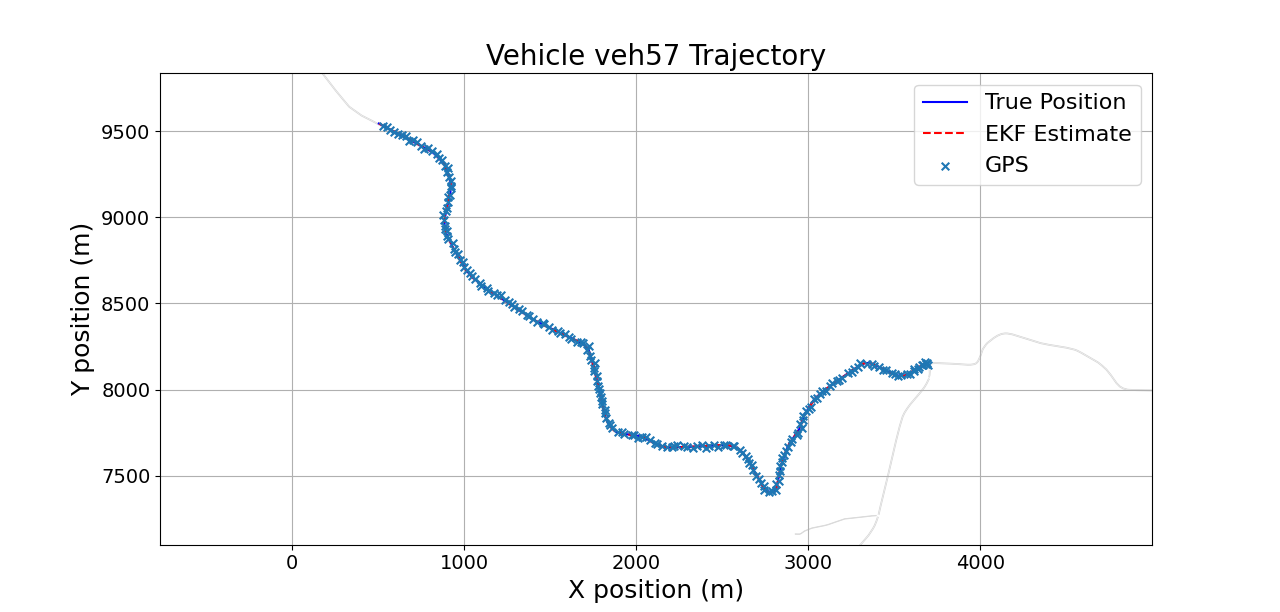 Vehicle veh57 Trajectory
True Position
EKF Estimate
GPS
9500
9000
8500
8000
7500
Y position (m)
0 1000 2000 3000 4000
X position (m)